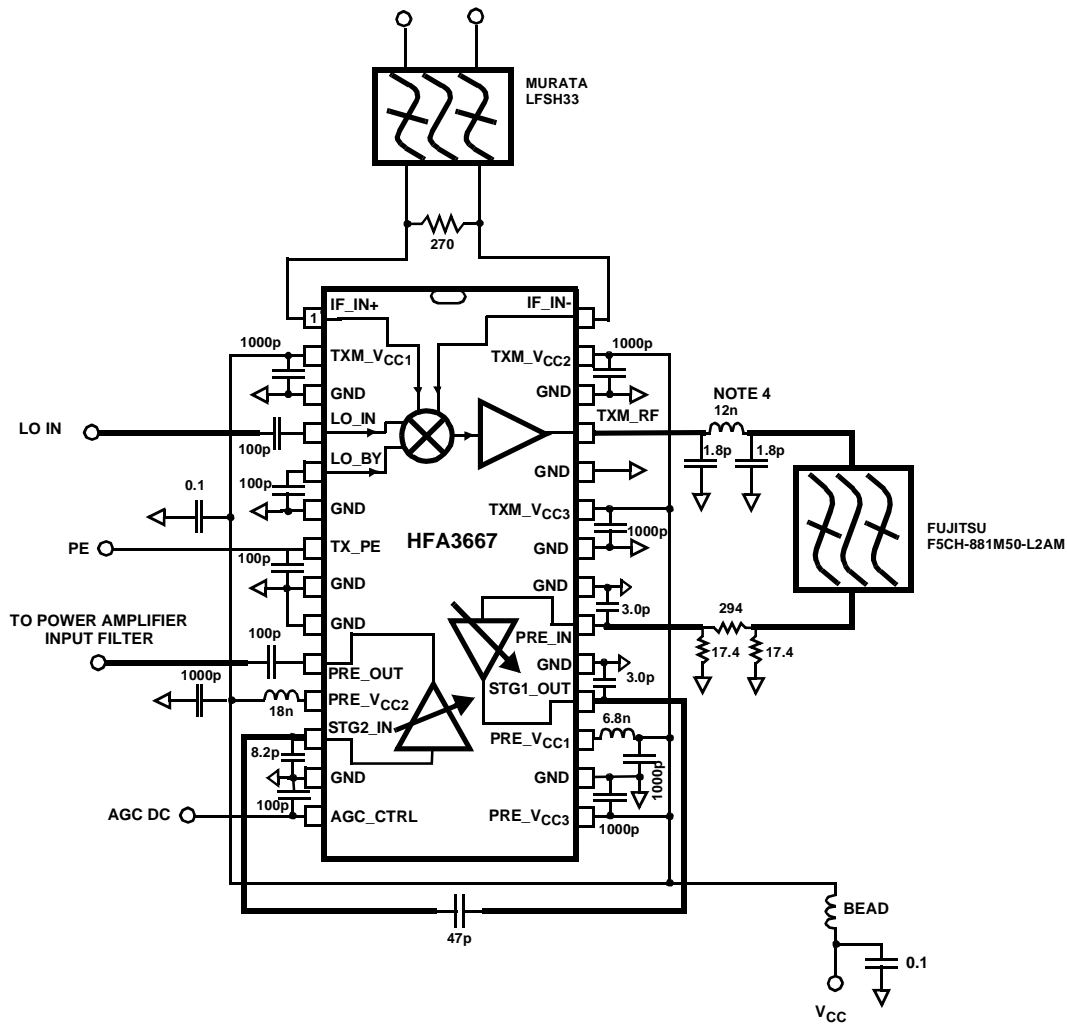 MURATA
LFSH33
270
IF_IN+
IF_IN-
1
1000p
TXM_VCC1
TXM_VCC2
1000p
GND
GND
NOTE 4
12n
LO IN
LO_IN
TXM_RF
100p
1.8p
1.8p
LO_BY
GND
0.1
100p
GND
TXM_VCC3
1000p
FUJITSU
F5CH-881M50-L2AM
PE
TX_PE
HFA3667
GND
100p
GND
GND
3.0p
294
TO POWER AMPLIFIER
INPUT FILTER
GND
100p
PRE_IN
17.4
17.4
GND
PRE_OUT
1000p
STG1_OUT
3.0p
18n
PRE_VCC2
6.8n
STG2_IN
PRE_VCC1
8.2p
GND
GND
1000p
100p
AGC DC
AGC_CTRL
PRE_VCC3
1000p
BEAD
47p
0.1
VCC